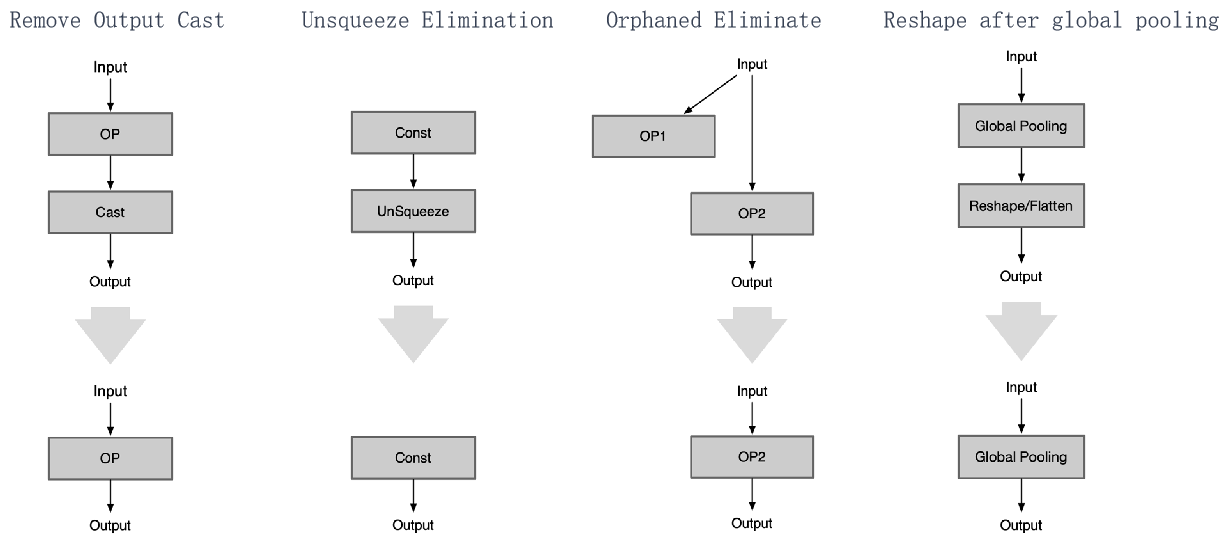 Remove Output Cast
Input
OP
Cast
Output
Input
OP
Output
Unsqueeze Elimination
Const
UnSqueeze
Output
Const
Output
Orphaned Eliminate
Input
OP1
OP2
Output
Input
OP2
Output
Reshape after global pooling
Input
Global Pooling
Reshape/Flatten
Output
Input
Global Pooling
Output